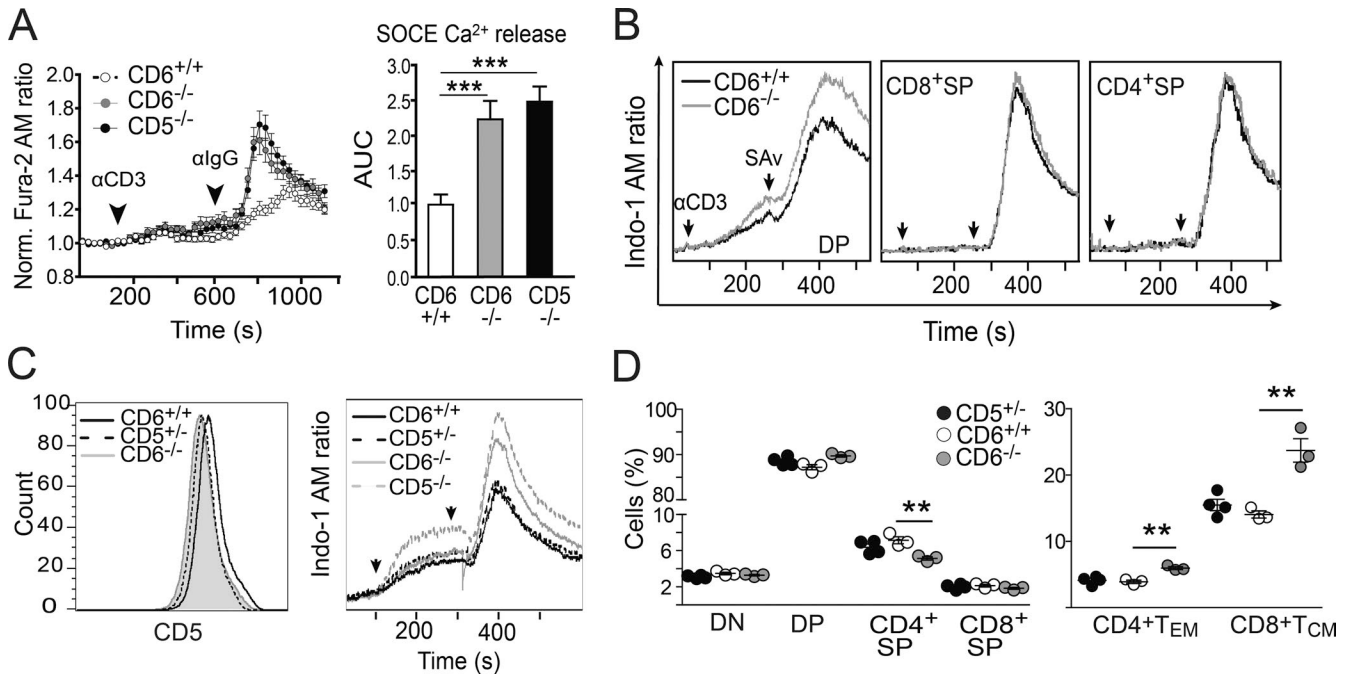 A
SOCE Ca²⁺ release
Norm. Fura-2 AM ratio
2.0
1.8
1.6
1.4
1.2
1.0
0.8
CD6⁺/⁺
CD6⁻/⁻
CD5⁻/⁻
αCD3
αIgG
200
600
1000
Time (s)
AUC
3.0
2.5
2.0
1.5
1.0
0.5
0.0
***
***
CD6 CD6 CD5
+/+ -/- -/-
B
Indo-1 AM ratio
CD6⁺/⁺
CD6⁻/⁻
αCD3
SAv
DP
CD8⁺SP
CD4⁺SP
200 400
200 400
200 400
Time (s)
C
Count
100
80
60
40
20
0
CD6⁺/⁺
CD5⁺/⁻
CD6⁻/⁻
CD5
Indo-1 AM ratio
CD6⁺/⁺
CD5⁺/⁻
CD6⁻/⁻
CD5⁻/⁻
200 400
Time (s)
D
Cells (%)
100
90
80
10
6
2
CD5⁺/⁻
CD6⁺/⁺
CD6⁻/⁻
**
DN
DP
CD4⁺
SP
CD8⁺
SP
30
20
10
**
**
CD4+TEM
CD8+TCM